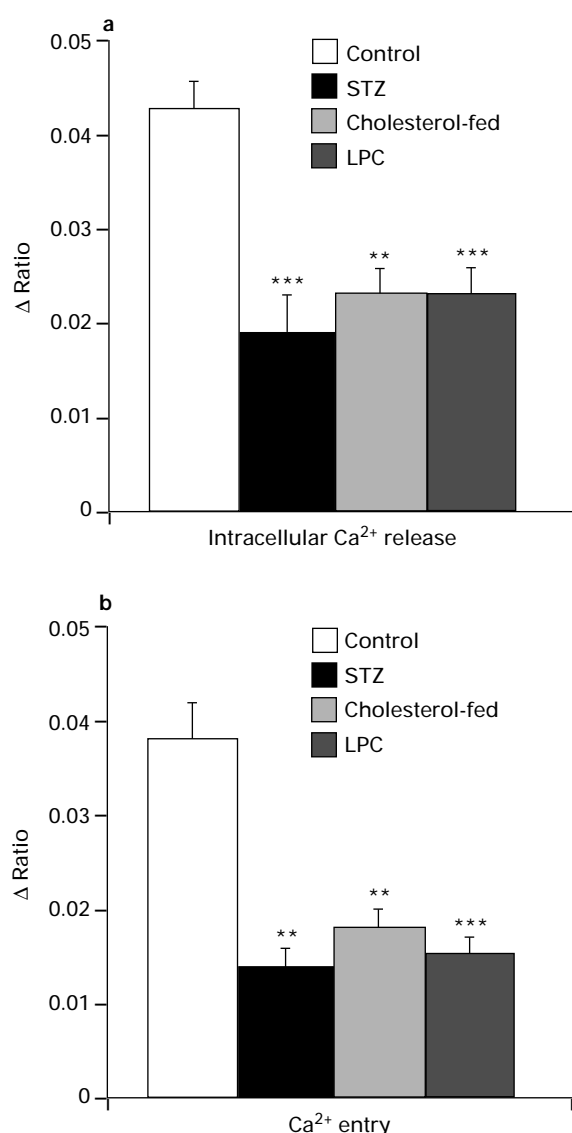 a
0.05
0.04
0.03
0.02
0.01
0
Δ Ratio
Control
STZ
Cholesterol-fed
LPC
***
**
***
Intracellular Ca²⁺ release
b
0.05
0.04
0.03
0.02
0.01
0
Δ Ratio
Control
STZ
Cholesterol-fed
LPC
**
**
***
Ca²⁺ entry